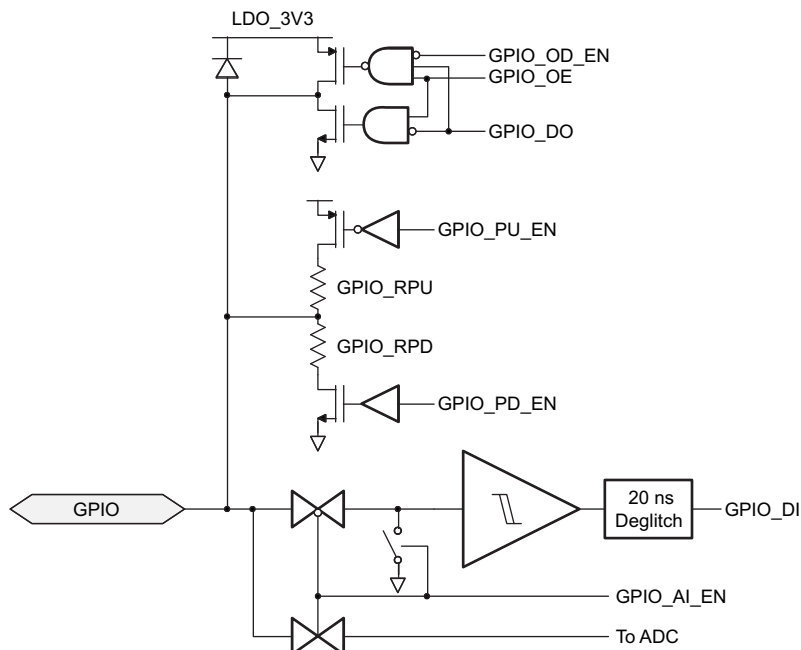 LDO_3V3
GPIO_OD_EN
GPIO_OE
GPIO_DO
GPIO_PU_EN
GPIO_RPU
GPIO_RPD
GPIO_PD_EN
GPIO
20 ns
Deglitch
GPIO_DI
GPIO_AI_EN
To ADC